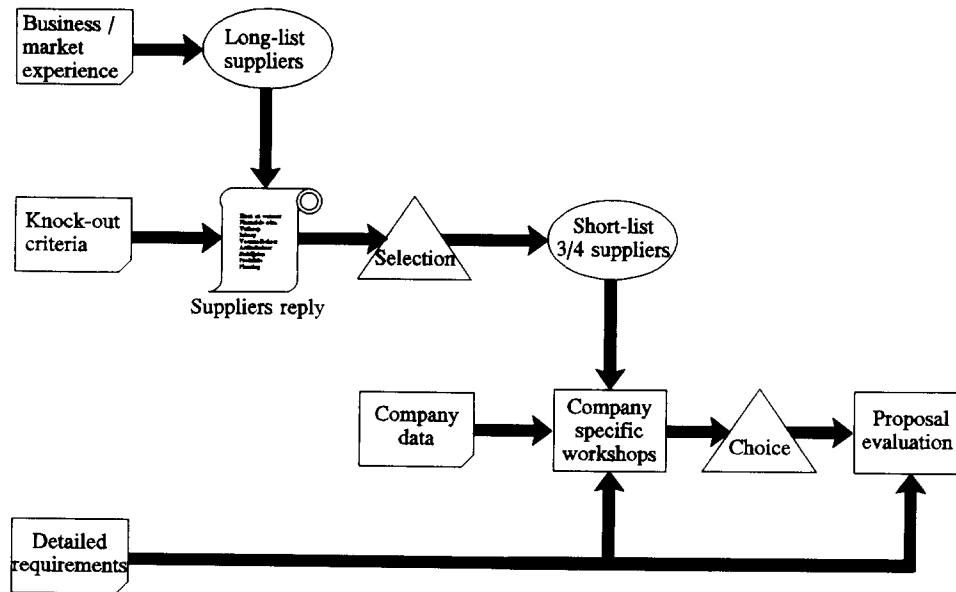 Business /
market
experience
Long-list
suppliers
Knock-out
criteria
Suppliers reply
Selection
Short-list
3/4 suppliers
Company
data
Company
specific
workshops
Choice
Proposal
evaluation
Detailed
requirements